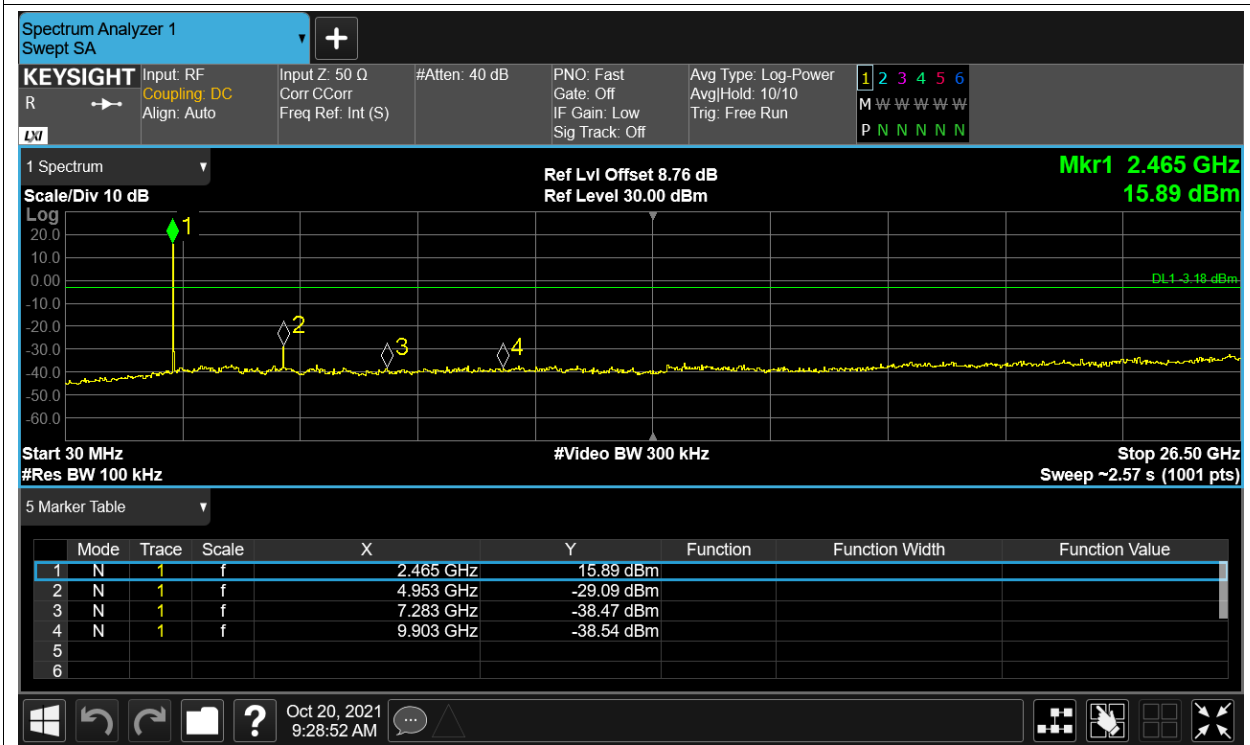 Spectrum Analyzer 1
Swept SA
KEYSIGHT Input: RF Input Z: 50 Ω #Atten: 40 dB PNO: Fast Avg Type: Log-Power 1 2 3 4 5 6
R Coupling: DC Corr CCorr Gate: Off Avg|Hold: 10/10 M W W W W W
Align: Auto Freq Ref: Int (S) IF Gain: Low Trig: Free Run
LXI Sig Track: Off P N N N N N
1 Spectrum Ref Lvl Offset 8.76 dB Mkr1 2.465 GHz
Scale/Div 10 dB Ref Level 30.00 dBm 15.89 dBm
Log
20.0 1
10.0
0.00 DL1 -3.18 dBm
-10.0
-20.0 2
-30.0 3 4
-40.0
-50.0
-60.0
Start 30 MHz #Video BW 300 kHz Stop 26.50 GHz
#Res BW 100 kHz Sweep ~2.57 s (1001 pts)
5 Marker Table
Mode Trace Scale X Y Function Function Width Function Value
1 N 1 f 2.465 GHz 15.89 dBm
2 N 1 f 4.953 GHz -29.09 dBm
3 N 1 f 7.283 GHz -38.47 dBm
4 N 1 f 9.903 GHz -38.54 dBm
5
6
? Oct 20, 2021
9:28:52 AM